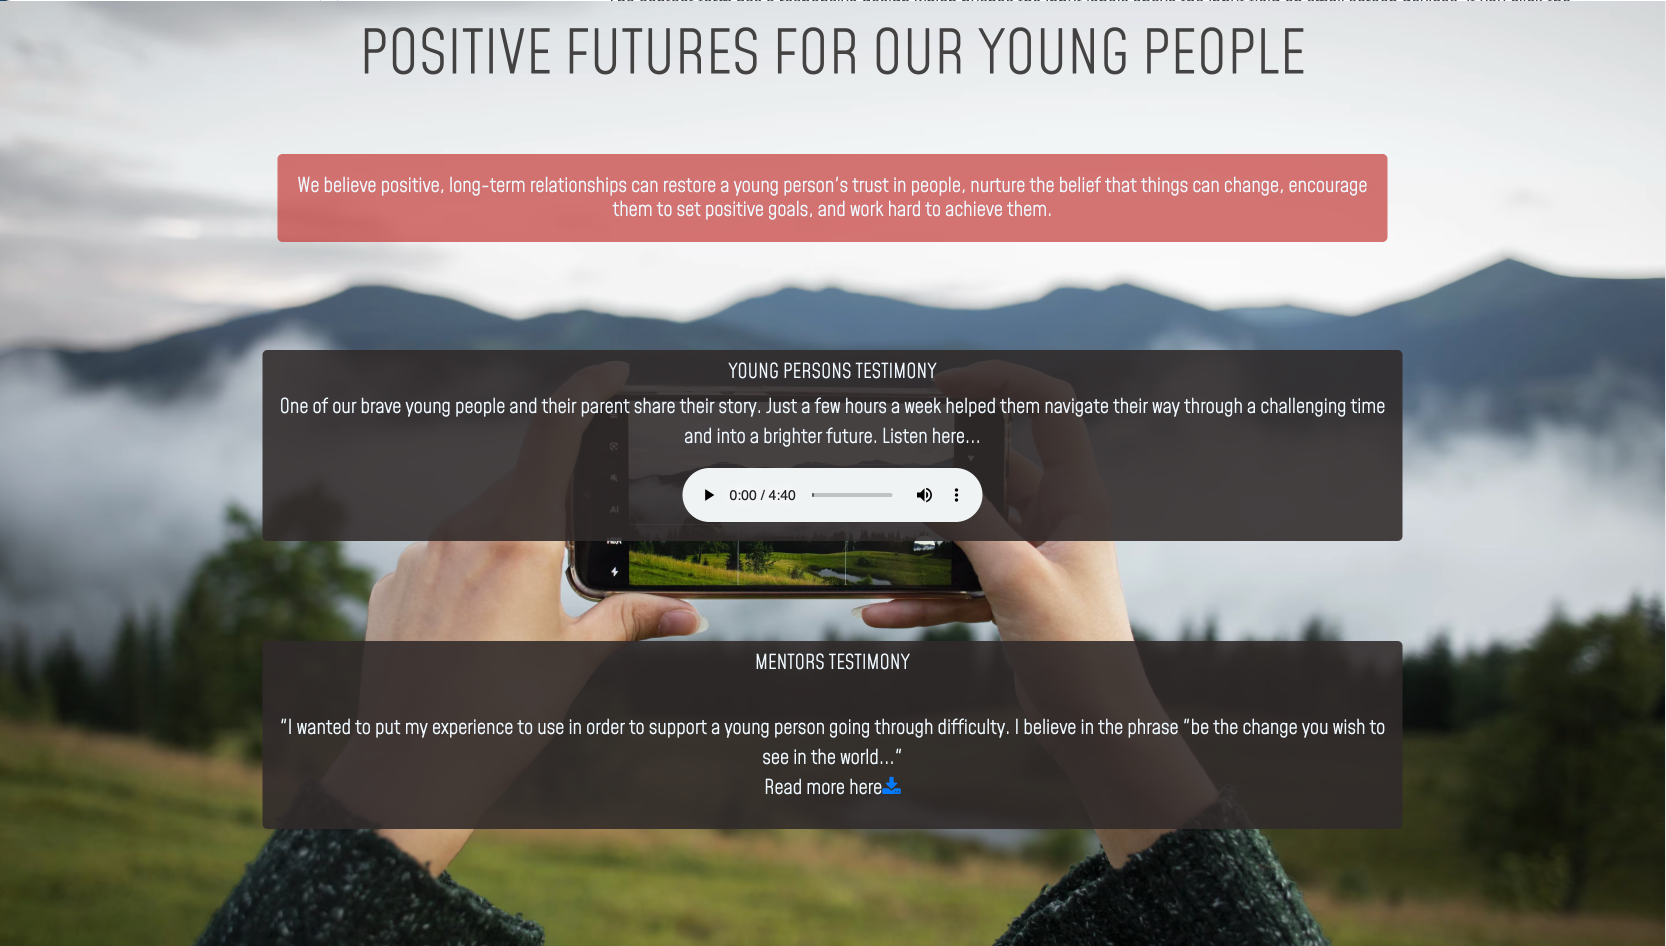 POSITIVE FUTURES FOR OUR YOUNG PEOPLE
We believe positive, long-term relationships can restore a young person's trust in people, nurture the belief that things can change, encourage
them to set positive goals, and work hard to achieve them.
YOUNG PERSONS TESTIMONY
One of our brave young people and their parent share their story. Just a few hours a week helped them navigate their way through a challenging time
and into a brighter future. Listen here...
AI
0:00 / 4:40
MENTORS TESTIMONY
"I wanted to put my experience to use in order to support a young person going through difficulty. I believe in the phrase "be the change you wish to
see in the world..."
Read more here